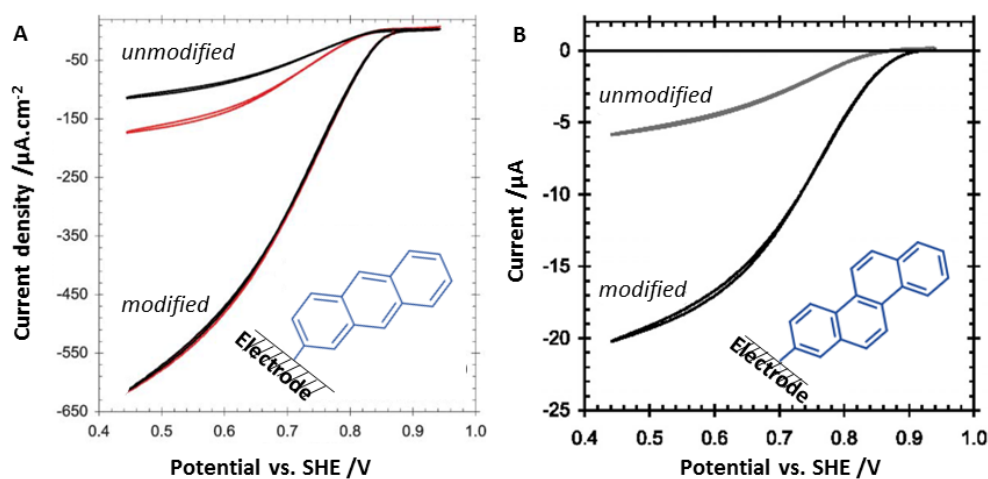 A
unmodified
modified
Electrode
-50
-150
-250
-350
-450
-550
-650
0.4 0.5 0.6 0.7 0.8 0.9 1.0
Current density /µA.cm-2
Potential vs. SHE /V
B
unmodified
modified
Electrode
0
-5
-10
-15
-20
-25
0.4 0.5 0.6 0.7 0.8 0.9 1.0
Current /µA
Potential vs. SHE /V